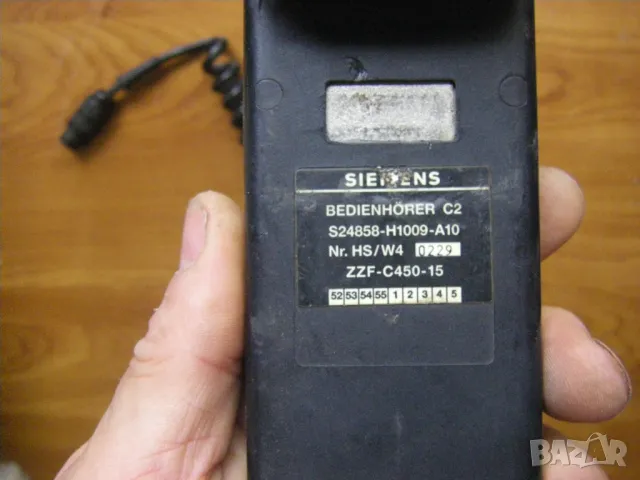 SIEMENS
BEDIENHÖRER C2
S24858-H1009-A10
Nr. HS/W4 0229
ZZF-C450-15
52 53 54 55 1 2 3 4 5
BAZAR